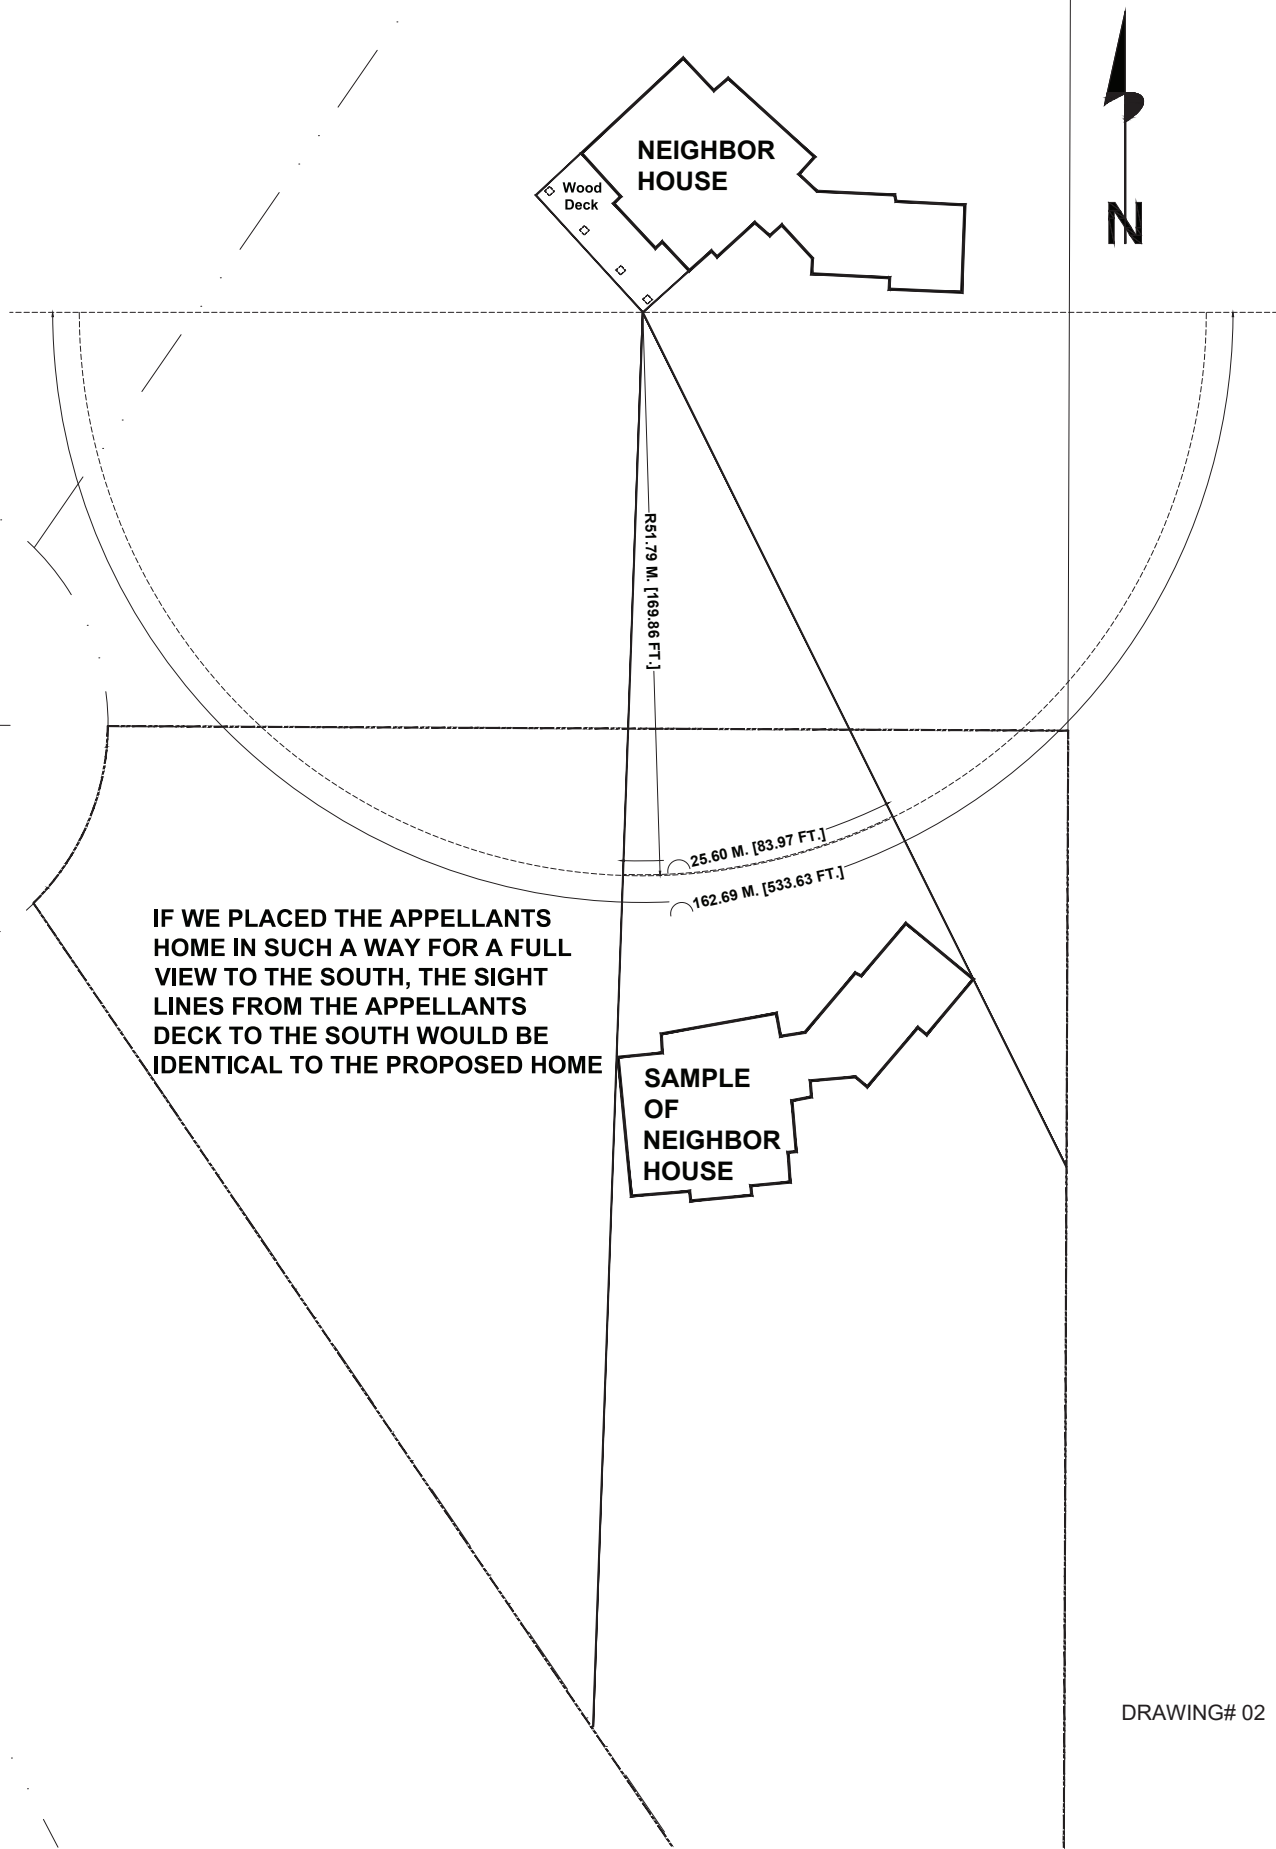 NEIGHBOR
HOUSE
Wood
Deck
N
R51.79 M. [169.86 FT.]
25.60 M. [83.97 FT.]
162.69 M. [533.63 FT.]
IF WE PLACED THE APPELLANTS
HOME IN SUCH A WAY FOR A FULL
VIEW TO THE SOUTH, THE SIGHT
LINES FROM THE APPELLANTS
DECK TO THE SOUTH WOULD BE
IDENTICAL TO THE PROPOSED HOME
SAMPLE
OF
NEIGHBOR
HOUSE
DRAWING# 02